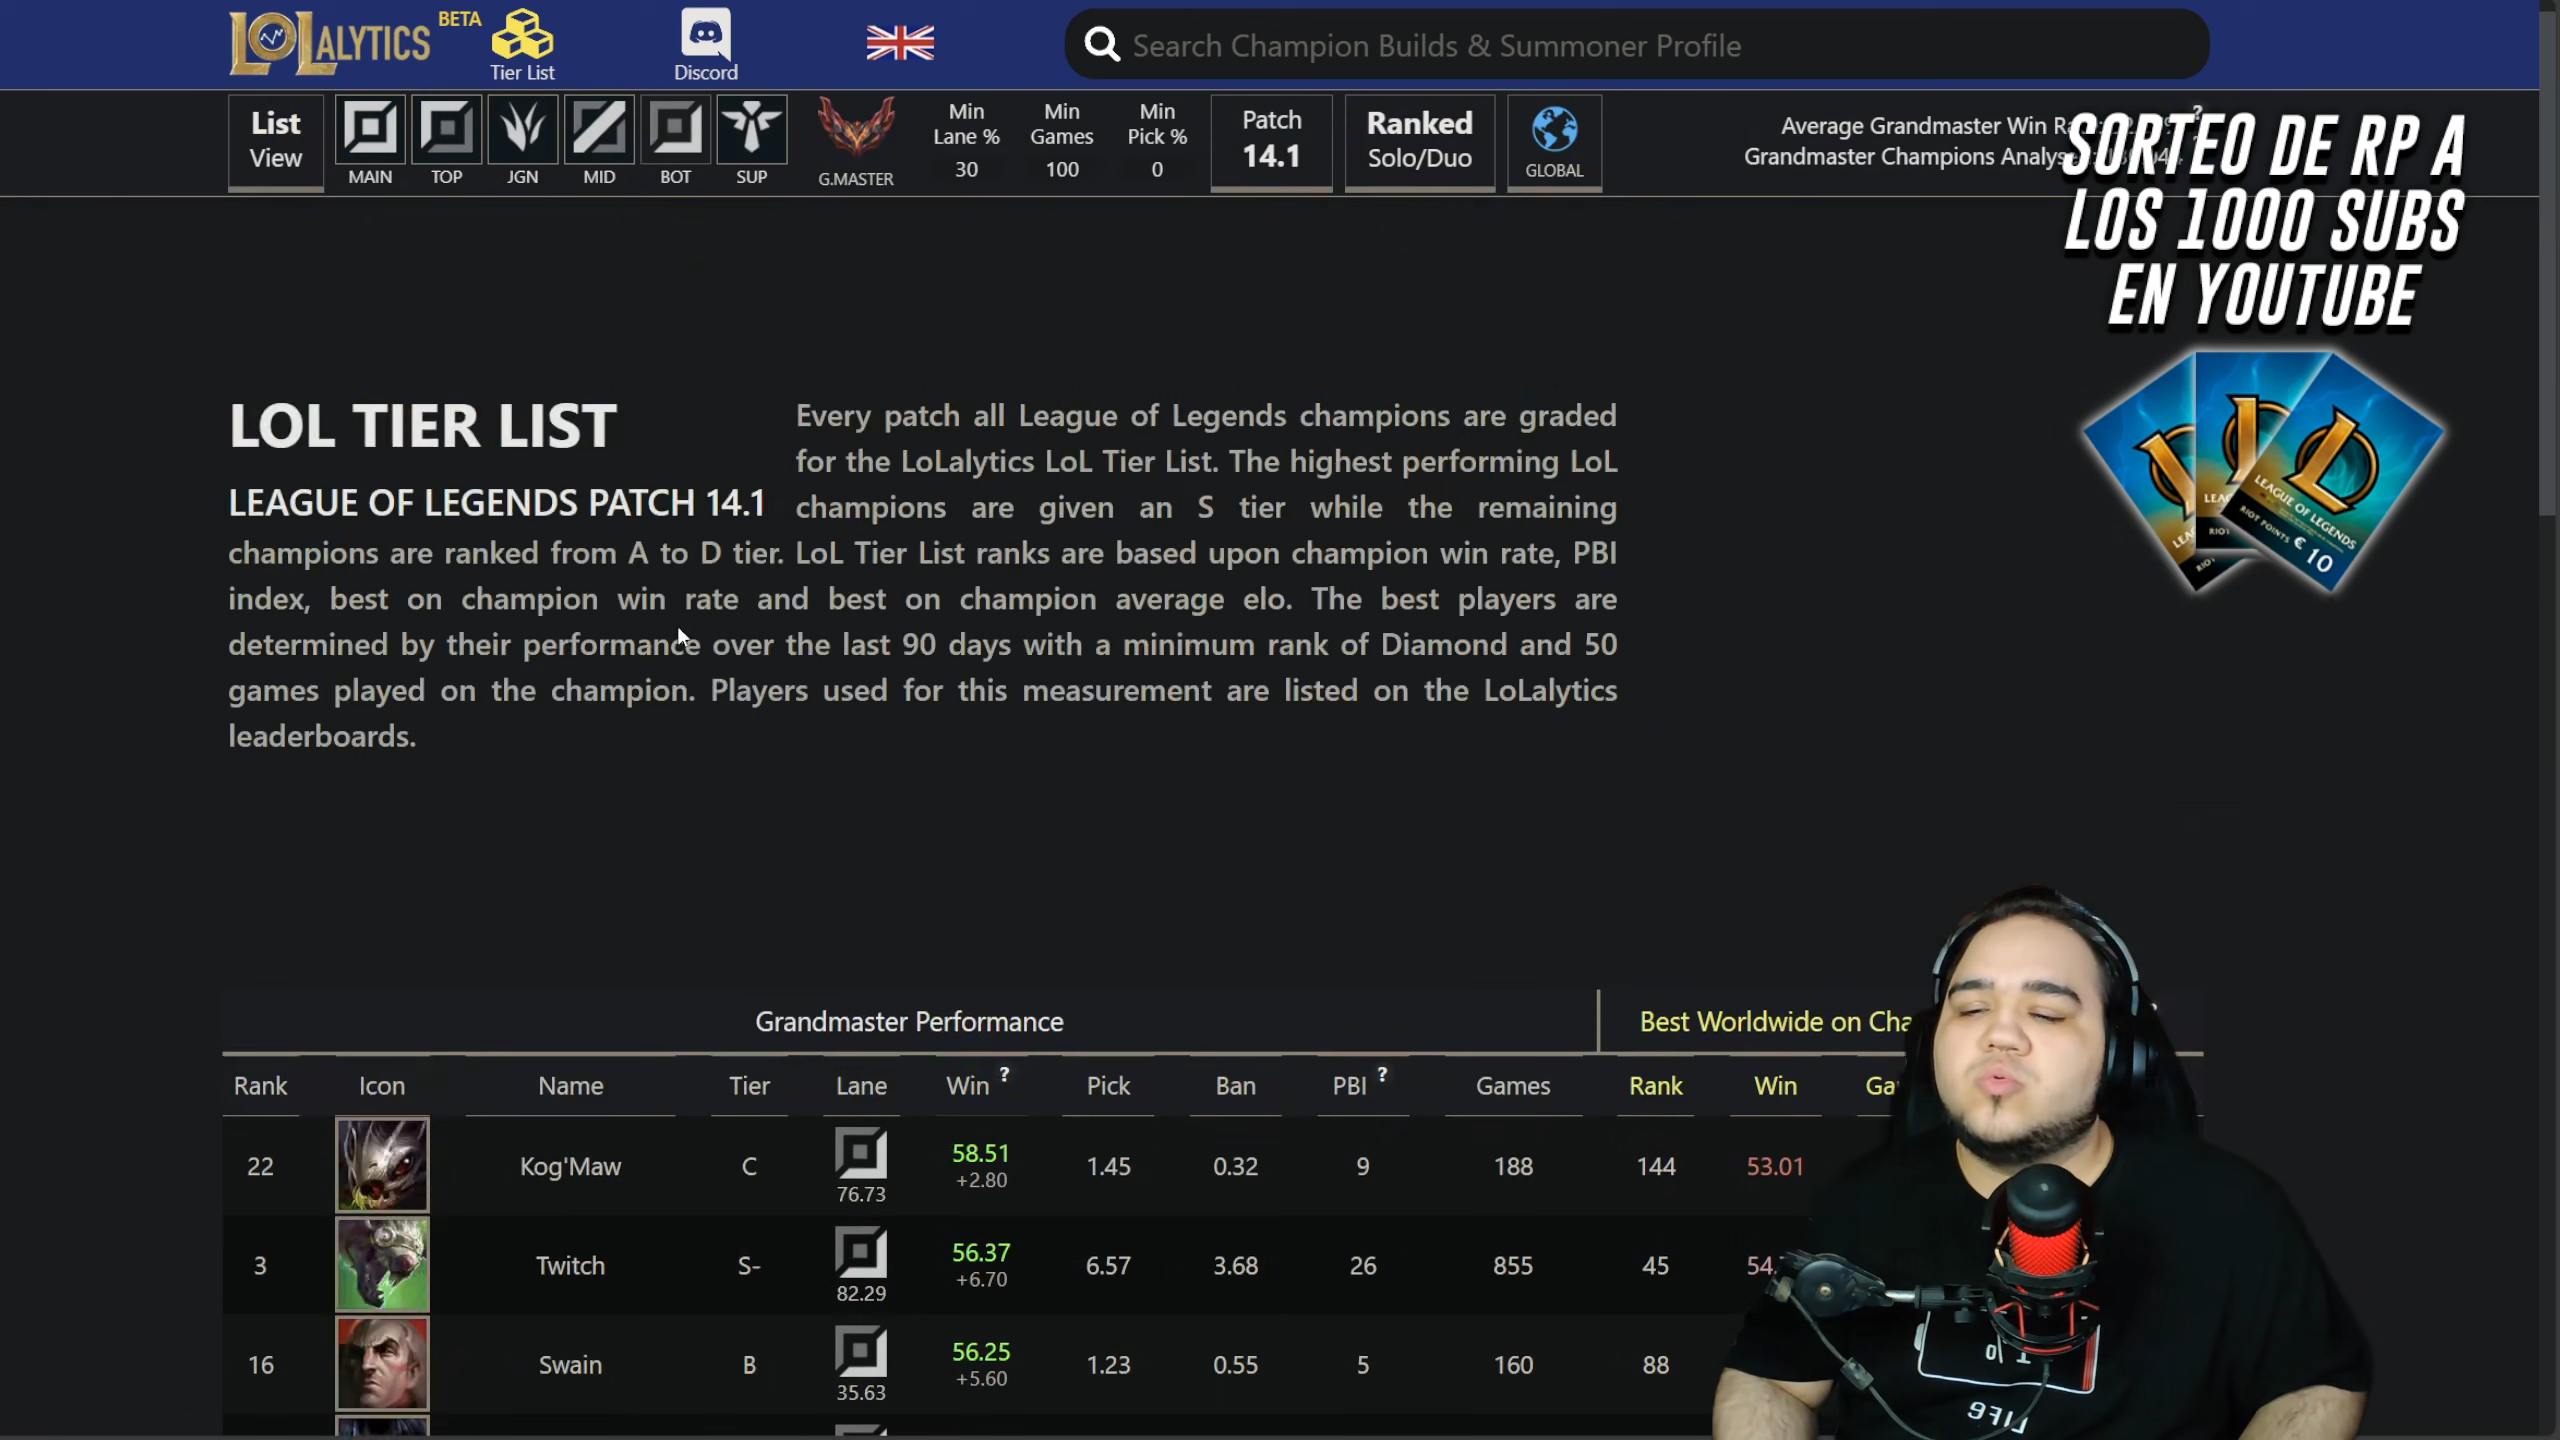 LOLALYTICS BETA
Tier List
Discord
Search Champion Builds & Summoner Profile
List View
MAIN
TOP
JGN
MID
BOT
SUP
G.MASTER
Min Lane % 30
Min Games 100
Min Pick % 0
Patch 14.1
Ranked Solo/Duo
GLOBAL
Average Grandmaster Win
Grandmaster Champions
SORTEO DE RP A
LOS 1000 SUBS
EN YOUTUBE
LEAGUE OF LEGENDS
RIOT POINTS € 10
LOL TIER LIST
LEAGUE OF LEGENDS PATCH 14.1
Every patch all League of Legends champions are graded
for the LoLalytics LoL Tier List. The highest performing LoL
champions are given an S tier while the remaining
champions are ranked from A to D tier. LoL Tier List ranks are based upon champion win rate, PBI
index, best on champion win rate and best on champion average elo. The best players are
determined by their performance over the last 90 days with a minimum rank of Diamond and 50
games played on the champion. Players used for this measurement are listed on the LoLalytics
leaderboards.
Grandmaster Performance
Best Worldwide on
Rank Icon Name Tier Lane Win ? Pick Ban PBI ? Games Rank Win
22 Kog'Maw C 76.73 58.51 +2.80 1.45 0.32 9 188 144 53.01
3 Twitch S- 82.29 56.37 +6.70 6.57 3.68 26 855 45 54.
16 Swain B 35.63 56.25 +5.60 1.23 0.55 5 160 88